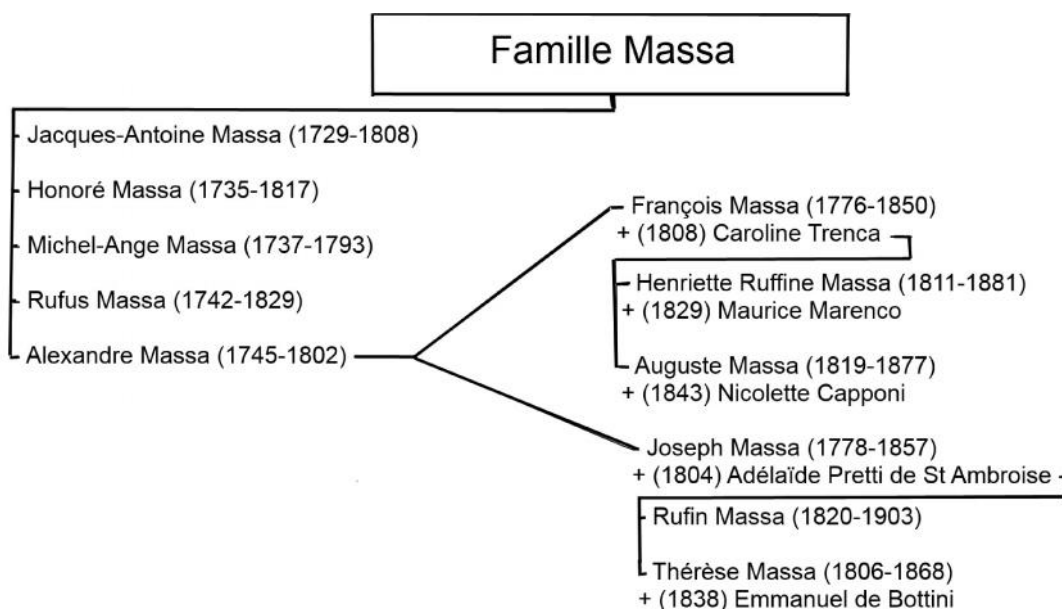 Famille Massa
Jacques-Antoine Massa (1729-1808)
Honoré Massa (1735-1817)
Michel-Ange Massa (1737-1793)
Rufus Massa (1742-1829)
Alexandre Massa (1745-1802)
François Massa (1776-1850)
+ (1808) Caroline Trenca
Henriette Ruffine Massa (1811-1881)
+ (1829) Maurice Marenco
Auguste Massa (1819-1877)
+ (1843) Nicolette Capponi
Joseph Massa (1778-1857)
+ (1804) Adélaïde Pretti de St Ambroise
Rufin Massa (1820-1903)
Thérèse Massa (1806-1868)
+ (1838) Emmanuel de Bottini